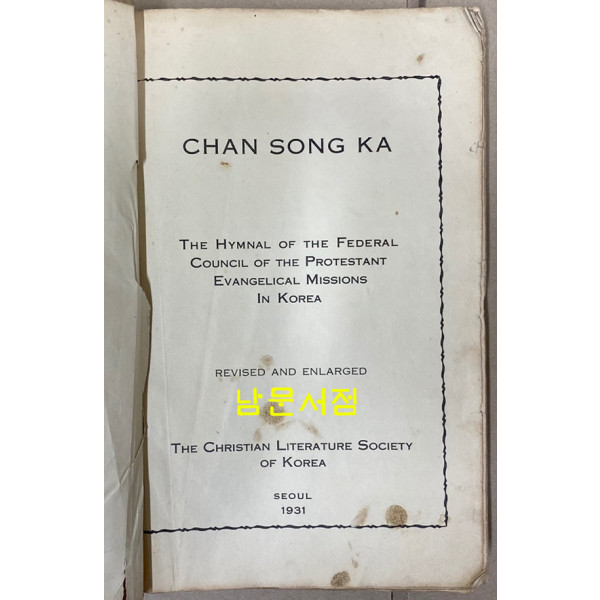 CHAN SONG KA
THE HYMNAL OF THE FEDERAL
COUNCIL OF THE PROTESTANT
EVANGELICAL MISSIONS
IN KOREA
REVISED AND ENLARGED
남문서점
THE CHRISTIAN LITERATURE SOCIETY
OF KOREA
SEOUL
1931